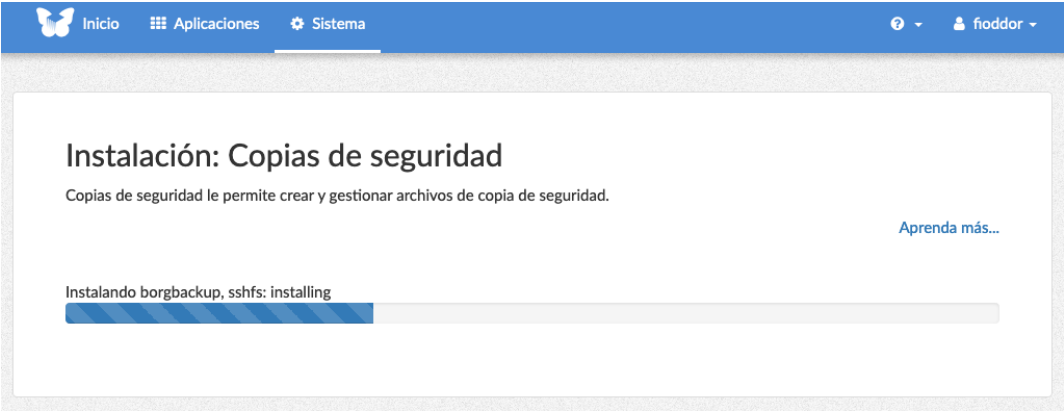 Inicio Aplicaciones Sistema fioddor
Instalación: Copias de seguridad
Copias de seguridad le permite crear y gestionar archivos de copia de seguridad.
Aprenda más...
Instalando borgbackup, sshfs: installing